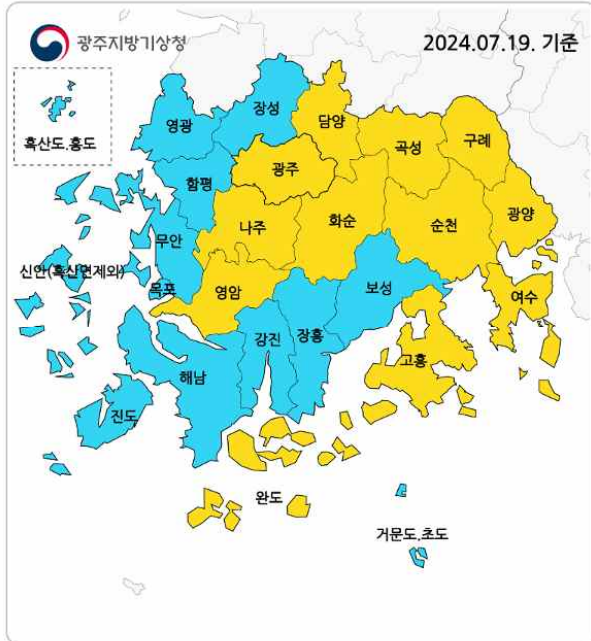 광주지방기상청
2024.07.19. 기준
흑산도.홍도
영광
장성
담양
곡성
구례
함평
광주
나주
화순
순천
광양
무안
신안(흑산면제외)
목포
영암
보성
여수
강진
장흥
고흥
해남
진도
완도
거문도.초도